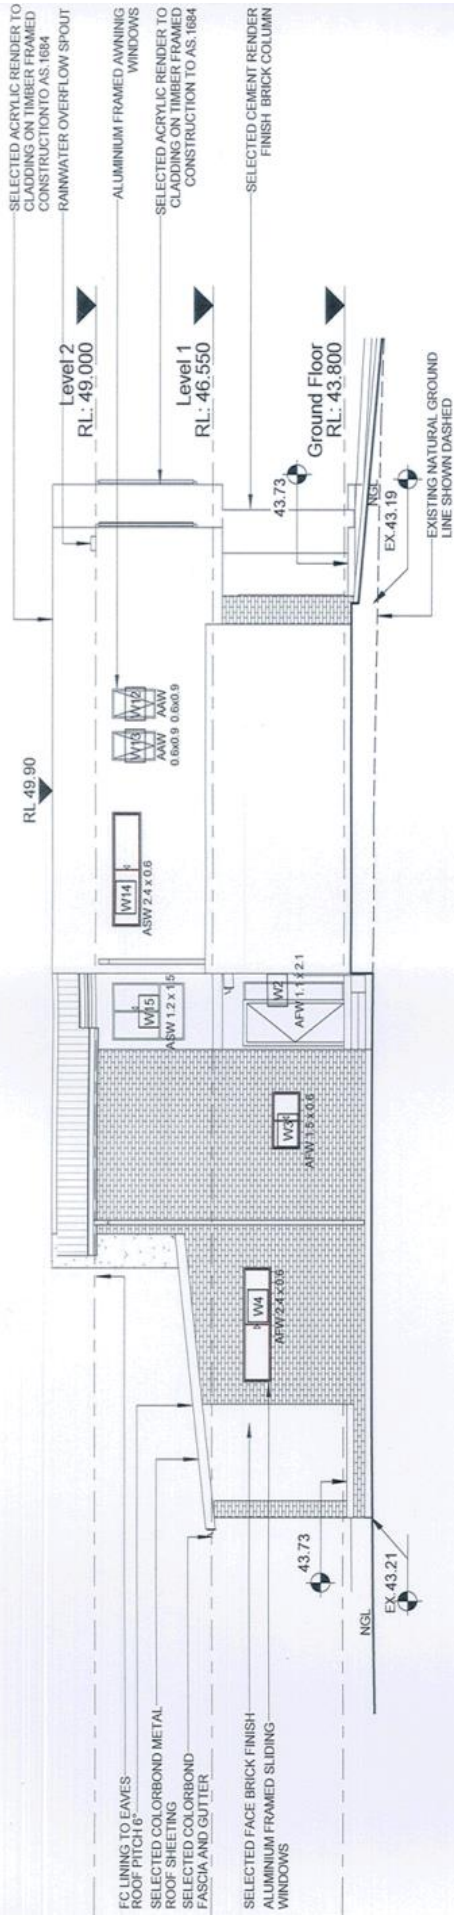 SELECTED ACRYLIC RENDER TO
CLADDING ON TIMBER FRAMED
CONSTRUCTIONTO AS.1684
RAINWATER OVERFLOW SPOUT
ALUMINIUM FRAMED AWNINIG
WINDOWS
SELECTED ACRYLIC RENDER TO
CLADDING ON TIMBER FRAMED
CONSTRUCTION TO AS.1684
SELECTED CEMENT RENDER
FINISH BRICK COLUMN
Level 2
RL: 49.000
Level 1
RL: 46.550
Ground Floor
RL: 43.800
43.73
NGL
EX.43.19
EXISTING NATURAL GROUND
LINE SHOWN DASHED
RL 49.90
W12
AAW
0.6x0.9
W13
AAW
0.6x0.9
W14
ASW 2.4 x 0.6
W15
ASW 1.2 x 1.5
W2
AFW 1.1 x 2.1
W3
AFW 1.5 x 0.6
W4
AFW 2.4 x 0.6
FC LINING TO EAVES
ROOF PITCH 6°
SELECTED COLORBOND METAL
ROOF SHEETING
SELECTED COLORBOND
FASCIA AND GUTTER
SELECTED FACE BRICK FINISH
ALUMINIUM FRAMED SLIDING
WINDOWS
43.73
NGL
EX.43.21